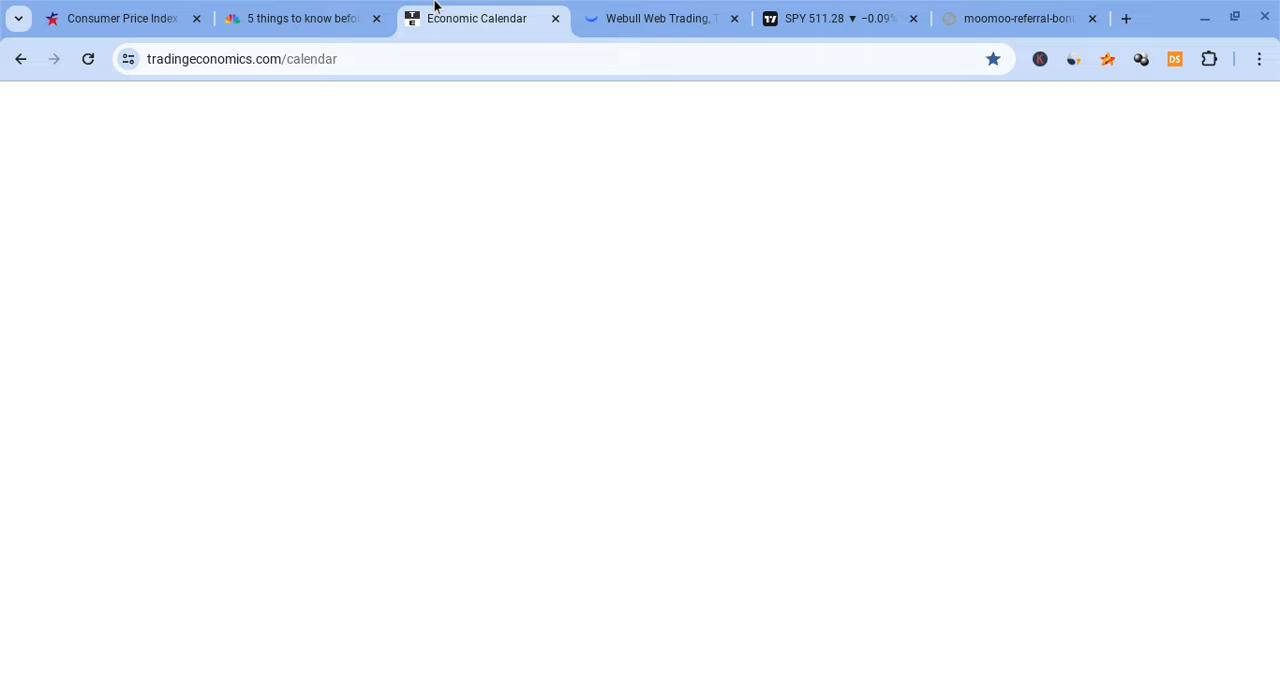 Consumer Price Index
5 things to know befo
Economic Calendar
Webull Web Trading, T
SPY 511.28 ▼ −0.09%
moomoo-referral-bon
tradingeconomics.com/calendar
DS